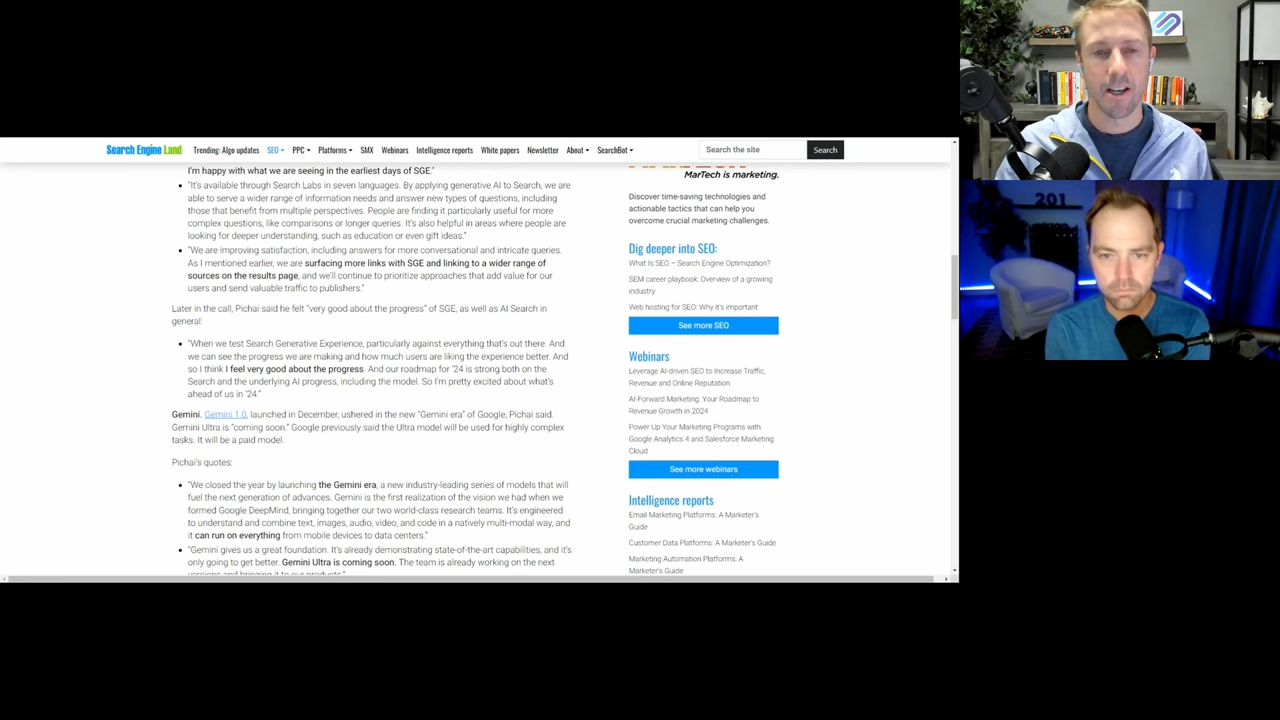 Search Engine Land
Trending: Algo updates SEO PPC Platforms SMX Webinars Intelligence reports White papers Newsletter About SearchBot
Search the site Search
I'm happy with what we are seeing in the earliest days of SGE."
"It's available through Search Labs in seven languages. By applying generative AI to Search, we are
able to serve a wider range of information needs and answer new types of questions, including
those that benefit from multiple perspectives. People are finding it particularly useful for more
complex questions, like comparisons or longer queries. It's also helpful in areas where people are
looking for deeper understanding, such as education or even gift ideas."
"We are improving satisfaction, including answers for more conversational and intricate queries.
As I mentioned earlier, we are surfacing more links with SGE and linking to a wider range of
sources on the results page, and we'll continue to prioritize approaches that add value for our
users and send valuable traffic to publishers."
Later in the call, Pichai said he felt "very good about the progress" of SGE, as well as AI Search in
general:
"When we test Search Generative Experience, particularly against everything that's out there. And
we can see the progress we are making and how much users are liking the experience better. And
so I think I feel very good about the progress. And our roadmap for '24 is strong both on the
Search and the underlying AI progress, including the model. So I'm pretty excited about what's
ahead of us in '24."
Gemini. Gemini 1.0, launched in December, ushered in the new "Gemini era" of Google, Pichai said.
Gemini Ultra is "coming soon." Google previously said the Ultra model will be used for highly complex
tasks. It will be a paid model.
Pichai's quotes:
"We closed the year by launching the Gemini era, a new industry-leading series of models that will
fuel the next generation of advances. Gemini is the first realization of the vision we had when we
formed Google DeepMind, bringing together our two world-class research teams. It's engineered
to understand and combine text, images, audio, video, and code in a natively multi-modal way, and
it can run on everything from mobile devices to data centers."
"Gemini gives us a great foundation. It's already demonstrating state-of-the-art capabilities, and it's
only going to get better. Gemini Ultra is coming soon. The team is already working on the next
versions and bringing it to our products."
MarTech is marketing.
Discover time-saving technologies and
actionable tactics that can help you
overcome crucial marketing challenges.
Dig deeper into SEO:
What Is SEO – Search Engine Optimization?
SEM career playbook: Overview of a growing
industry
Web hosting for SEO: Why it's important
See more SEO
Webinars
Leverage AI-driven SEO to Increase Traffic,
Revenue and Online Reputation
AI-Forward Marketing: Your Roadmap to
Revenue Growth in 2024
Power Up Your Marketing Programs with
Google Analytics 4 and Salesforce Marketing
Cloud
See more webinars
Intelligence reports
Email Marketing Platforms: A Marketer's
Guide
Customer Data Platforms: A Marketer's Guide
Marketing Automation Platforms: A
Marketer's Guide
201